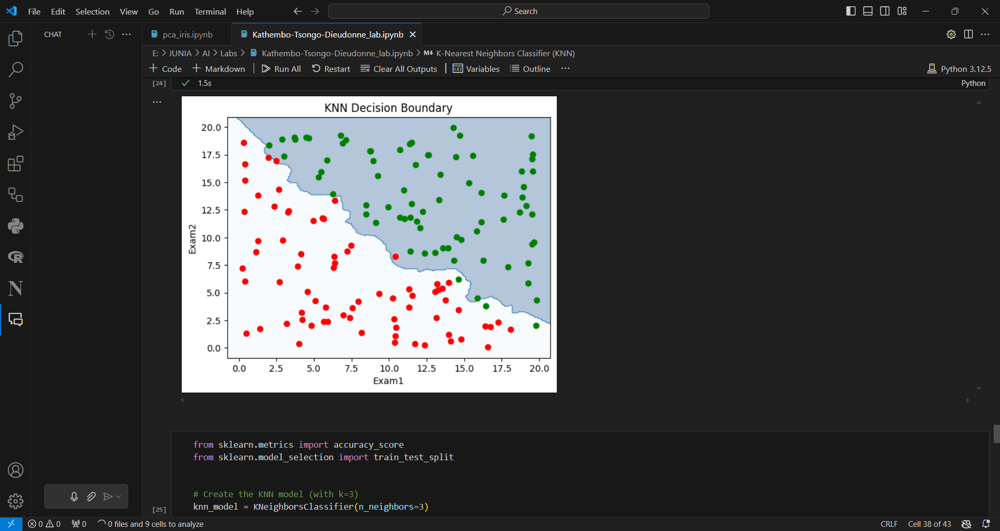 File Edit Selection View Go Run Terminal Help
Search
CHAT
pca_iris.ipynb
Kathembo-Tsongo-Dieudonne_lab.ipynb
E: > JUNIA > AI > Labs > Kathembo-Tsongo-Dieudonne_lab.ipynb > M↓ K-Nearest Neighbors Classifier (KNN)
+ Code + Markdown | Run All Restart Clear All Outputs | Variables Outline ...
Python 3.12.5
[24] ✓ 1.5s
Python
...
KNN Decision Boundary
20.0
17.5
15.0
12.5
10.0
7.5
5.0
2.5
0.0
Exam2
0.0 2.5 5.0 7.5 10.0 12.5 15.0 17.5 20.0
Exam1
from sklearn.metrics import accuracy_score
from sklearn.model_selection import train_test_split
# Create the KNN model (with k=3)
knn_model = KNeighborsClassifier(n_neighbors=3)
[25]
0 0 0 0 files and 9 cells to analyze
CRLF Cell 38 of 43